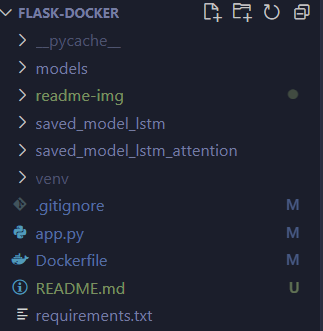 FLASK-DOCKER
__pycache__
models
readme-img
saved_model_lstm
saved_model_lstm_attention
venv
.gitignore M
app.py M
Dockerfile M
README.md U
requirements.txt